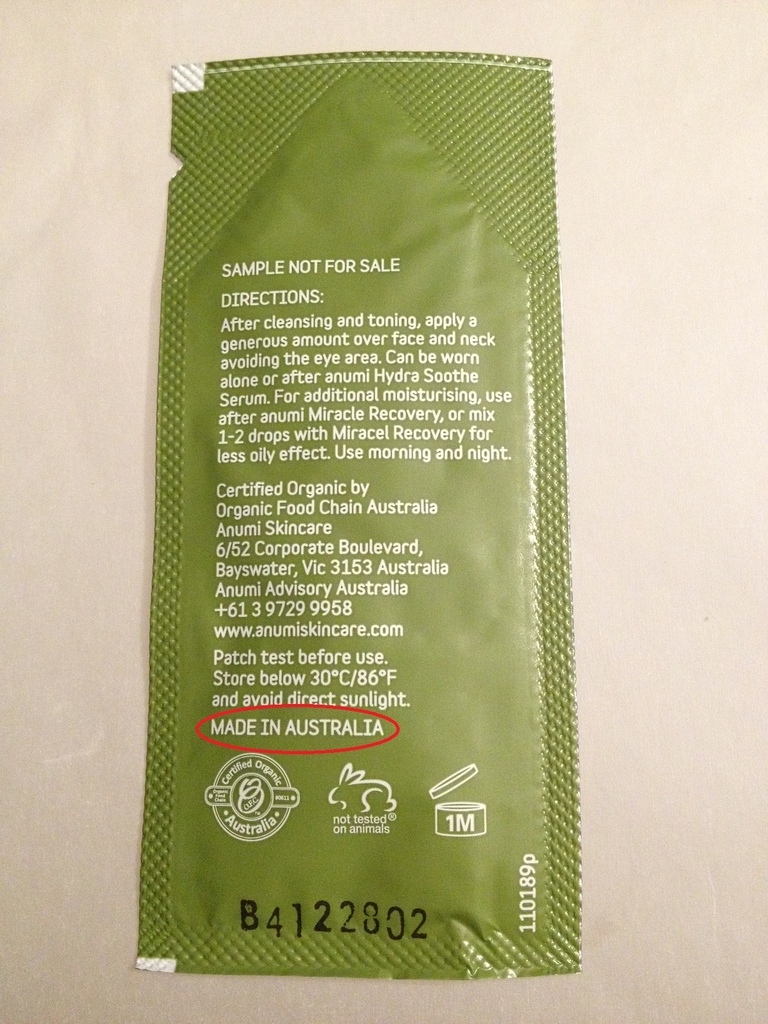 SAMPLE NOT FOR SALE
DIRECTIONS:
After cleansing and toning, apply a
generous amount over face and neck
avoiding the eye area. Can be worn
alone or after anumi Hydra Soothe
Serum. For additional moisturising, use
after anumi Miracle Recovery, or mix
1-2 drops with Miracel Recovery for
less oily effect. Use morning and night.
Certified Organic by
Organic Food Chain Australia
Anumi Skincare
6/52 Corporate Boulevard,
Bayswater, Vic 3153 Australia
Anumi Advisory Australia
+61 3 9729 9958
www.anumiskincare.com
Patch test before use.
Store below 30°C/86°F
and avoid direct sunlight.
MADE IN AUSTRALIA
Certified Organic
Organic
Food
Chain
#0611
Australia
not tested®
on animals
1M
110189p
B4122802